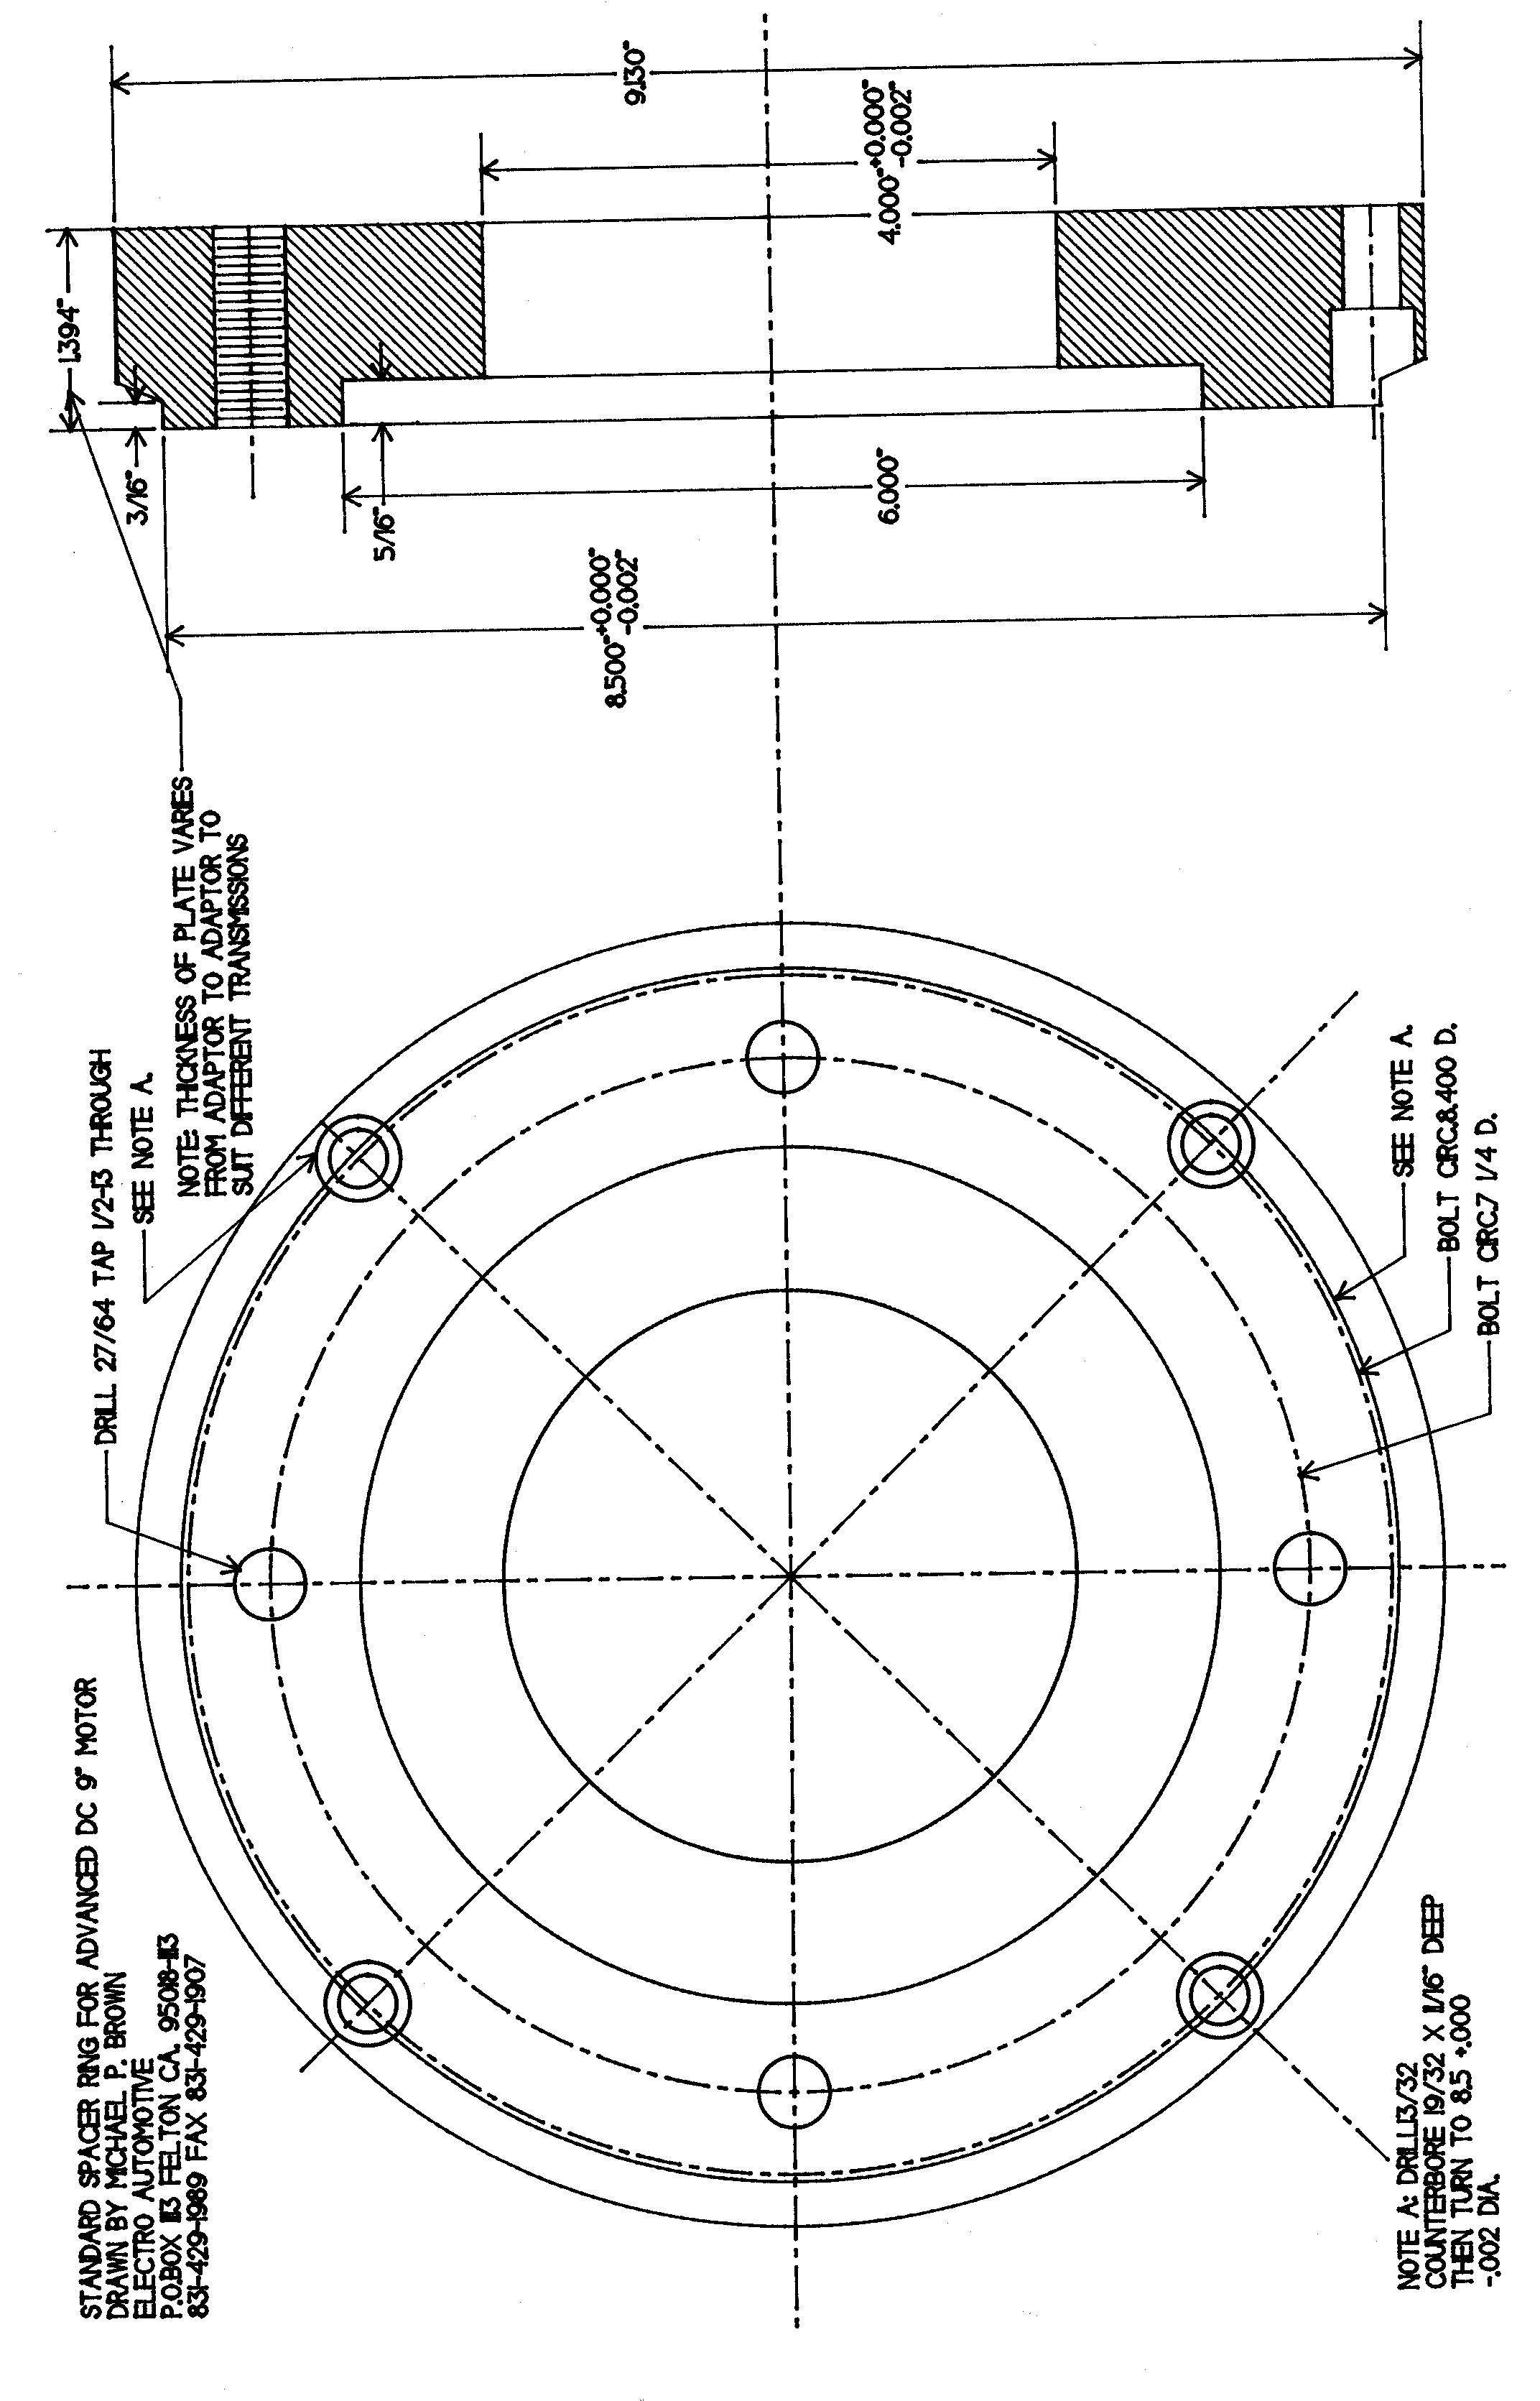 STANDARD SPACER RING FOR ADVANCED DC 9" MOTOR
DRAWN BY MICHAEL P. BROWN
ELECTRO AUTOMOTIVE
P.O.BOX 1113 FELTON CA. 95018-1113
831-429-1989 FAX 831-429-1907
DRILL 27/64 TAP 1/2-13 THROUGH
SEE NOTE A.
NOTE: THICKNESS OF PLATE VARIES
FROM ADAPTOR TO ADAPTOR TO
SUIT DIFFERENT TRANSMISSIONS
1.394"
3/16"
5/16"
9.130"
4.000" +0.000"
-0.002"
6.000"
8.500" +0.000"
-0.002"
SEE NOTE A.
BOLT CIRC.8.400 D.
BOLT CIRC.7 1/4 D.
NOTE A: DRILL13/32
COUNTERBORE 19/32 X 11/16" DEEP
THEN TURN TO 8.5 +.000
-.002 DIA.